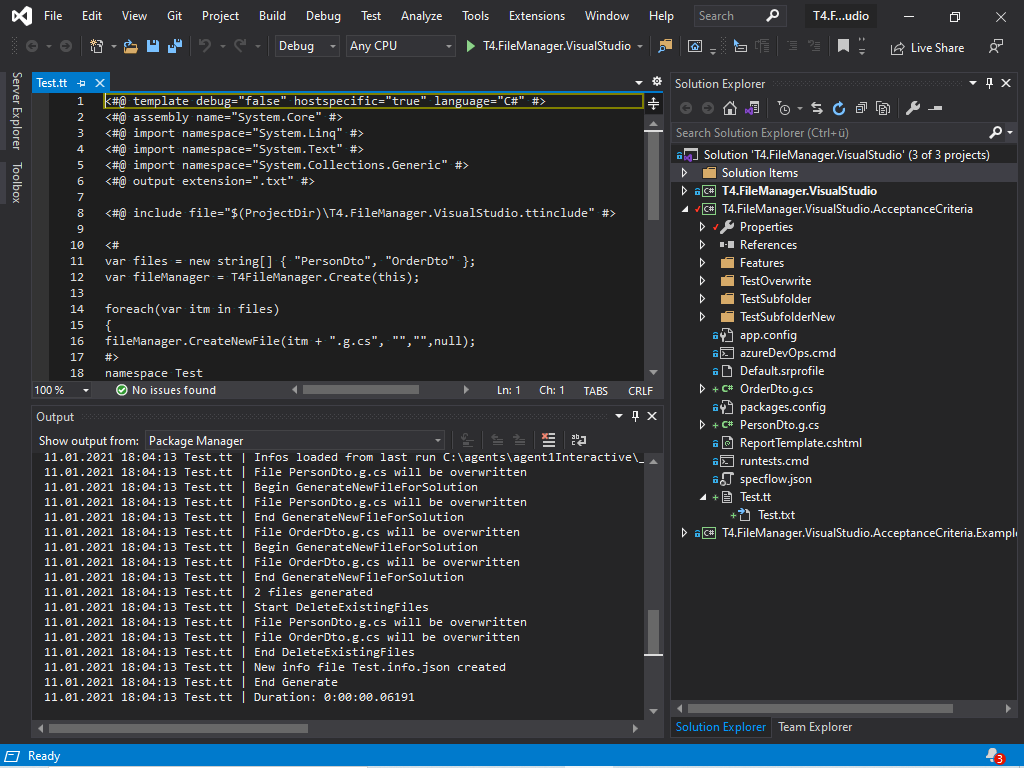 File Edit View Git Project Build Debug Test Analyze Tools Extensions Window Help Search T4.F...udio
Debug Any CPU T4.FileManager.VisualStudio Live Share
Server Explorer
Toolbox
Test.tt
1 <#@ template debug="false" hostspecific="true" language="C#" #>
2 <#@ assembly name="System.Core" #>
3 <#@ import namespace="System.Linq" #>
4 <#@ import namespace="System.Text" #>
5 <#@ import namespace="System.Collections.Generic" #>
6 <#@ output extension=".txt" #>
7
8 <#@ include file="$(ProjectDir)\T4.FileManager.VisualStudio.ttinclude" #>
9
10 <#
11 var files = new string[] { "PersonDto", "OrderDto" };
12 var fileManager = T4FileManager.Create(this);
13
14 foreach(var itm in files)
15 {
16 fileManager.CreateNewFile(itm + ".g.cs", "","",null);
17 #>
18 namespace Test
100 % No issues found Ln: 1 Ch: 1 TABS CRLF
Output
Show output from: Package Manager
11.01.2021 18:04:13 Test.tt | Infos loaded from last run C:\agents\agent1Interactive\_
11.01.2021 18:04:13 Test.tt | File PersonDto.g.cs will be overwritten
11.01.2021 18:04:13 Test.tt | Begin GenerateNewFileForSolution
11.01.2021 18:04:13 Test.tt | File PersonDto.g.cs will be overwritten
11.01.2021 18:04:13 Test.tt | End GenerateNewFileForSolution
11.01.2021 18:04:13 Test.tt | File OrderDto.g.cs will be overwritten
11.01.2021 18:04:13 Test.tt | Begin GenerateNewFileForSolution
11.01.2021 18:04:13 Test.tt | File OrderDto.g.cs will be overwritten
11.01.2021 18:04:13 Test.tt | End GenerateNewFileForSolution
11.01.2021 18:04:13 Test.tt | 2 files generated
11.01.2021 18:04:13 Test.tt | Start DeleteExistingFiles
11.01.2021 18:04:13 Test.tt | File PersonDto.g.cs will be overwritten
11.01.2021 18:04:13 Test.tt | File OrderDto.g.cs will be overwritten
11.01.2021 18:04:13 Test.tt | End DeleteExistingFiles
11.01.2021 18:04:13 Test.tt | New info file Test.info.json created
11.01.2021 18:04:13 Test.tt | End Generate
11.01.2021 18:04:13 Test.tt | Duration: 0:00:00.06191
Solution Explorer
Search Solution Explorer (Ctrl+ü)
Solution 'T4.FileManager.VisualStudio' (3 of 3 projects)
Solution Items
C# T4.FileManager.VisualStudio
C# T4.FileManager.VisualStudio.AcceptanceCriteria
Properties
References
Features
TestOverwrite
TestSubfolder
TestSubfolderNew
app.config
azureDevOps.cmd
Default.srprofile
+ C# OrderDto.g.cs
packages.config
+ C# PersonDto.g.cs
ReportTemplate.cshtml
runtests.cmd
specflow.json
+ Test.tt
+ Test.txt
C# T4.FileManager.VisualStudio.AcceptanceCriteria.Example
Solution Explorer Team Explorer
Ready 3